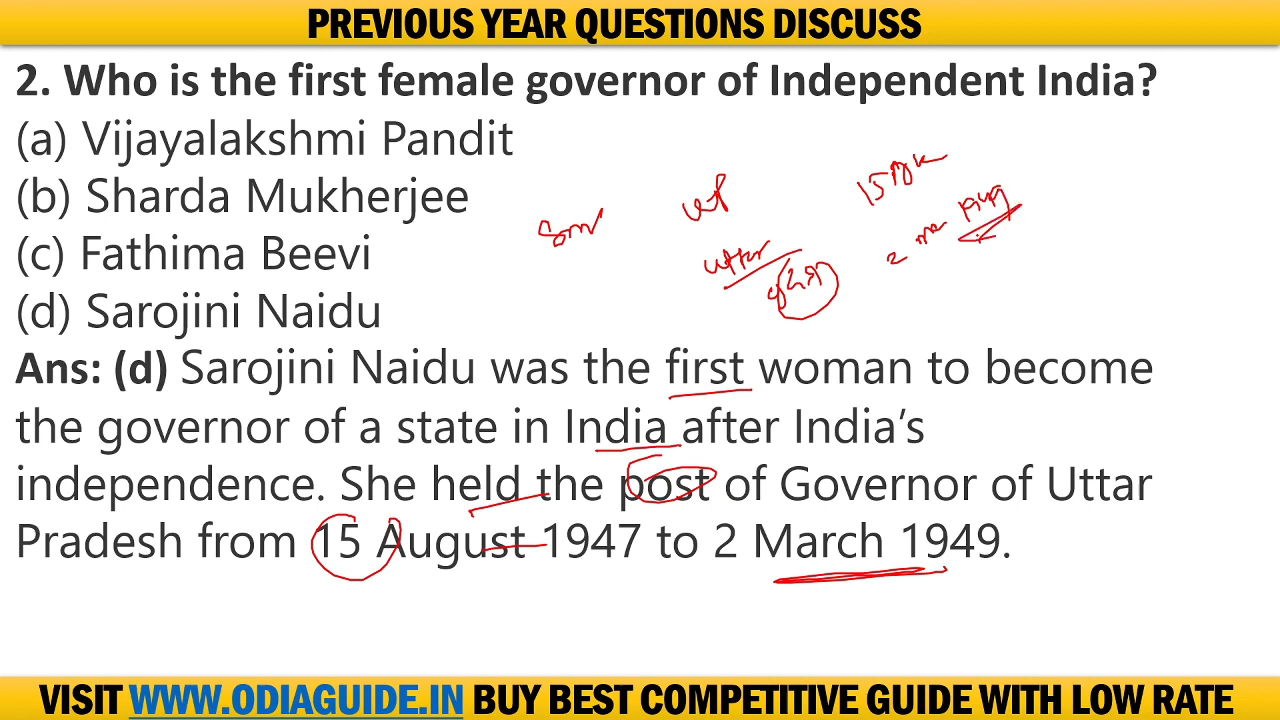 PREVIOUS YEAR QUESTIONS DISCUSS
2. Who is the first female governor of Independent India?
(a) Vijayalakshmi Pandit
(b) Sharda Mukherjee
(c) Fathima Beevi
(d) Sarojini Naidu
uttar
Ans: (d) Sarojini Naidu was the first woman to become
the governor of a state in India after India’s
independence. She held the post of Governor of Uttar
Pradesh from 15 August 1947 to 2 March 1949.
VISIT WWW.ODIAGUIDE.IN BUY BEST COMPETITIVE GUIDE WITH LOW RATE